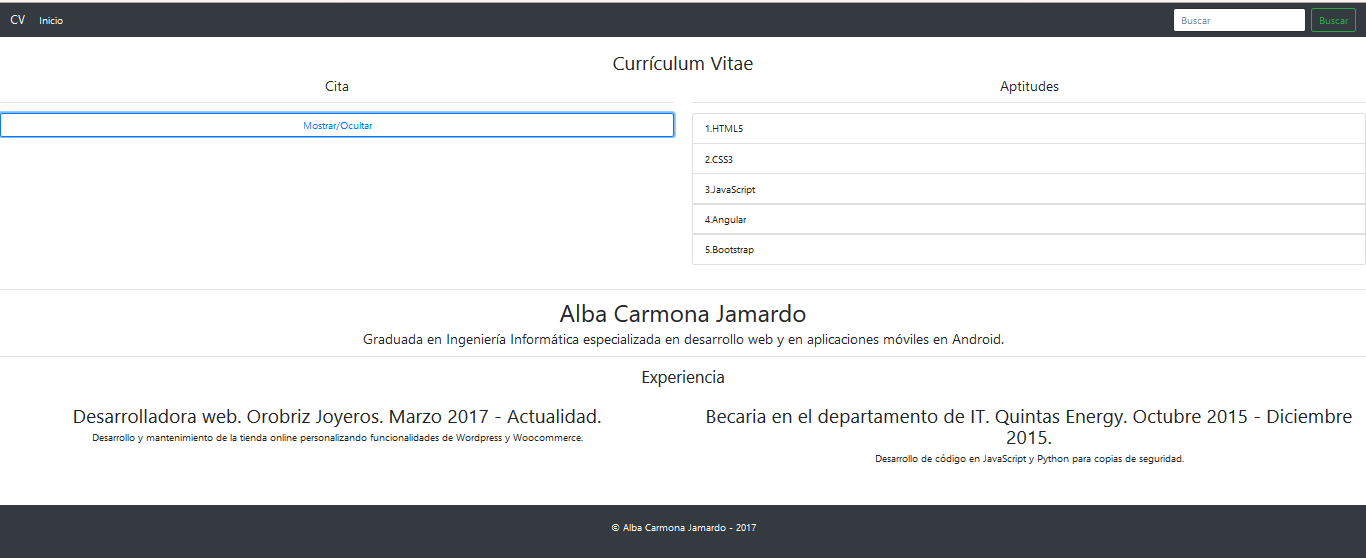 CV Inicio Buscar Buscar
Currículum Vitae
Cita
Mostrar/Ocultar
Aptitudes
1.HTML5
2.CSS3
3.JavaScript
4.Angular
5.Bootstrap
Alba Carmona Jamardo
Graduada en Ingeniería Informática especializada en desarrollo web y en aplicaciones móviles en Android.
Experiencia
Desarrolladora web. Orobriz Joyeros. Marzo 2017 - Actualidad.
Desarrollo y mantenimiento de la tienda online personalizando funcionalidades de Wordpress y Woocommerce.
Becaria en el departamento de IT. Quintas Energy. Octubre 2015 - Diciembre
2015.
Desarrollo de código en JavaScript y Python para copias de seguridad.
© Alba Carmona Jamardo - 2017